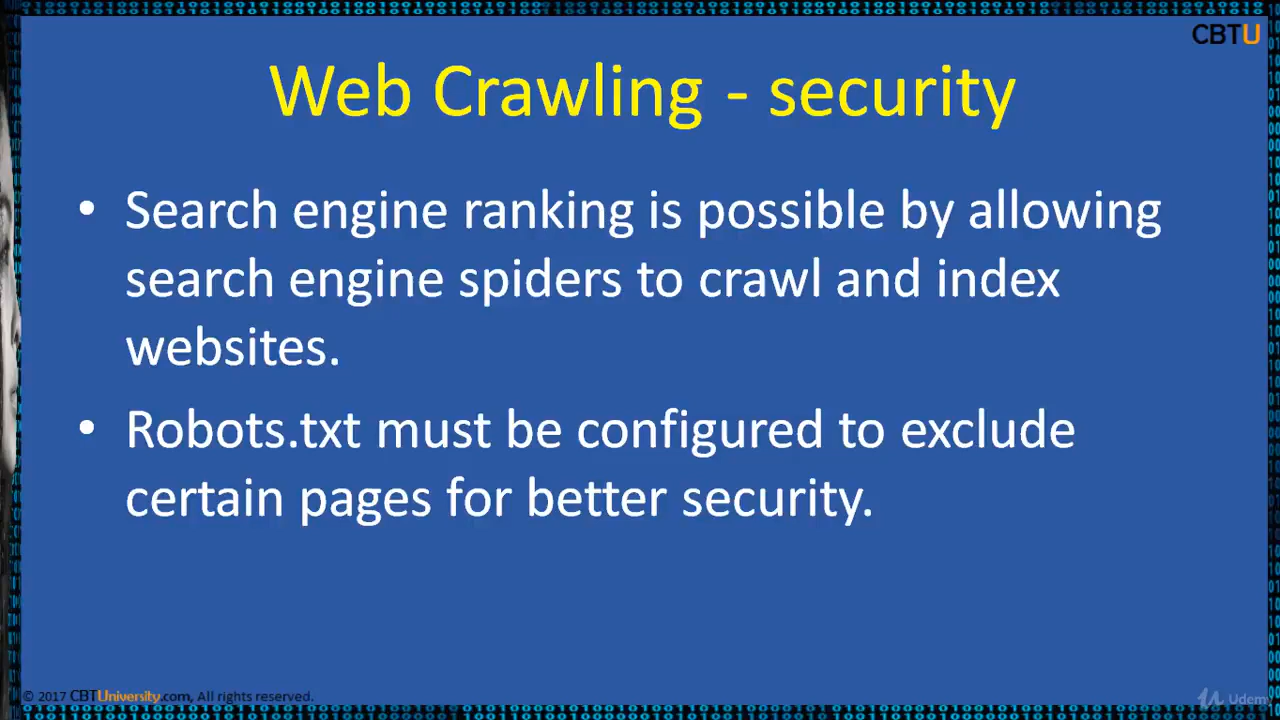 CBTU
Web Crawling - security
• Search engine ranking is possible by allowing
search engine spiders to crawl and index
websites.
• Robots.txt must be configured to exclude
certain pages for better security.
© 2017 CBTUniversity.com, All rights reserved.
Udemy